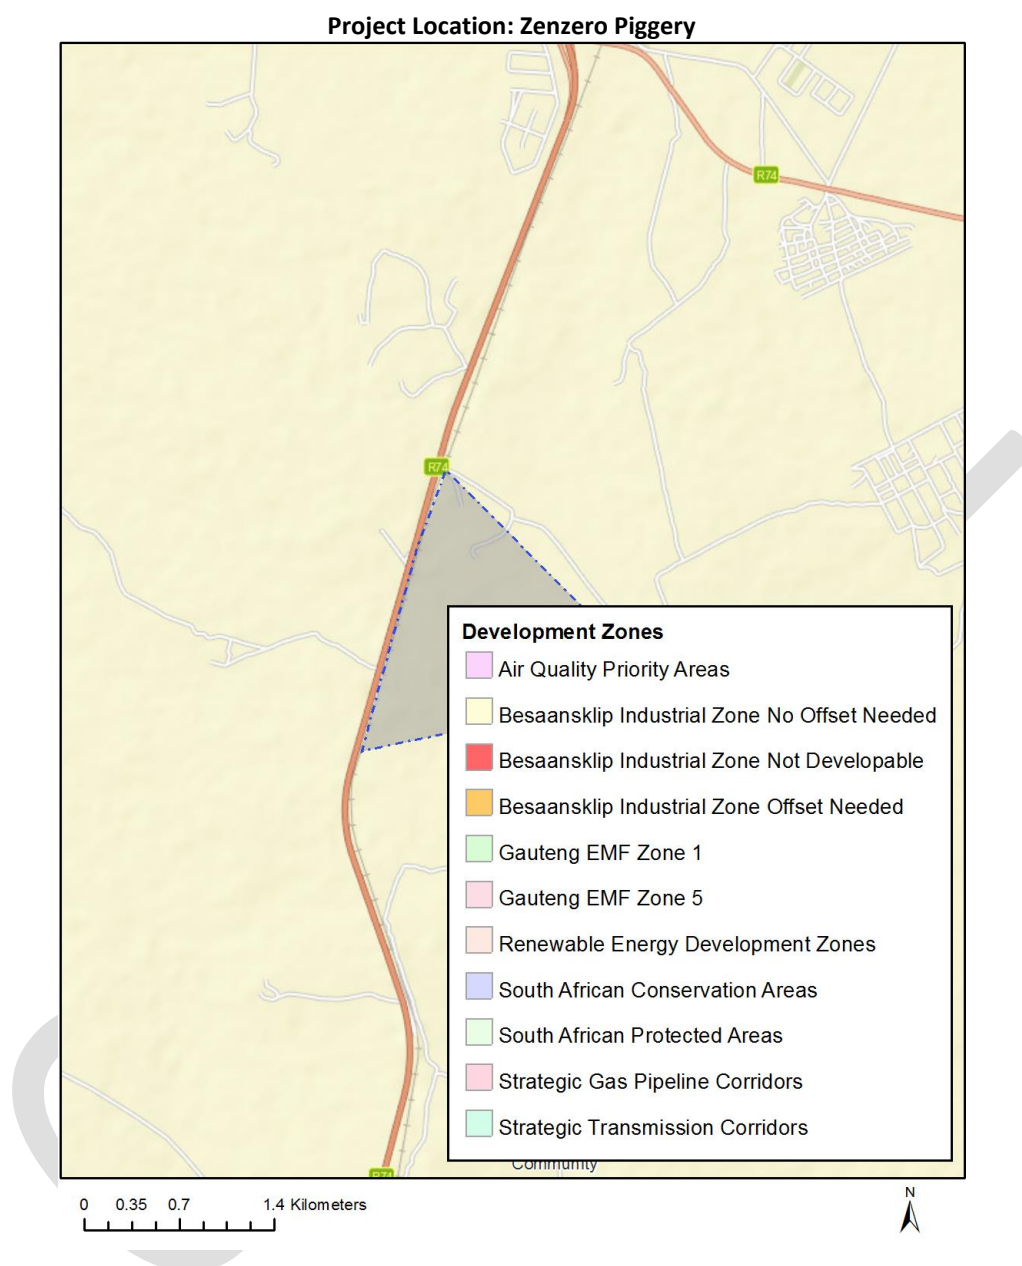 Project Location: Zenzero Piggery
R74
R74
Development Zones
Air Quality Priority Areas
Besaansklip Industrial Zone No Offset Needed
Besaansklip Industrial Zone Not Developable
Besaansklip Industrial Zone Offset Needed
Gauteng EMF Zone 1
Gauteng EMF Zone 5
Renewable Energy Development Zones
South African Conservation Areas
South African Protected Areas
Strategic Gas Pipeline Corridors
Strategic Transmission Corridors
Community
R74
0 0.35 0.7 1.4 Kilometers
N